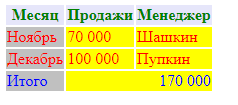 Месяц Продажи Менеджер
Ноябрь 70 000 Шашкин
Декабрь 100 000 Пупкин
Итого 170 000